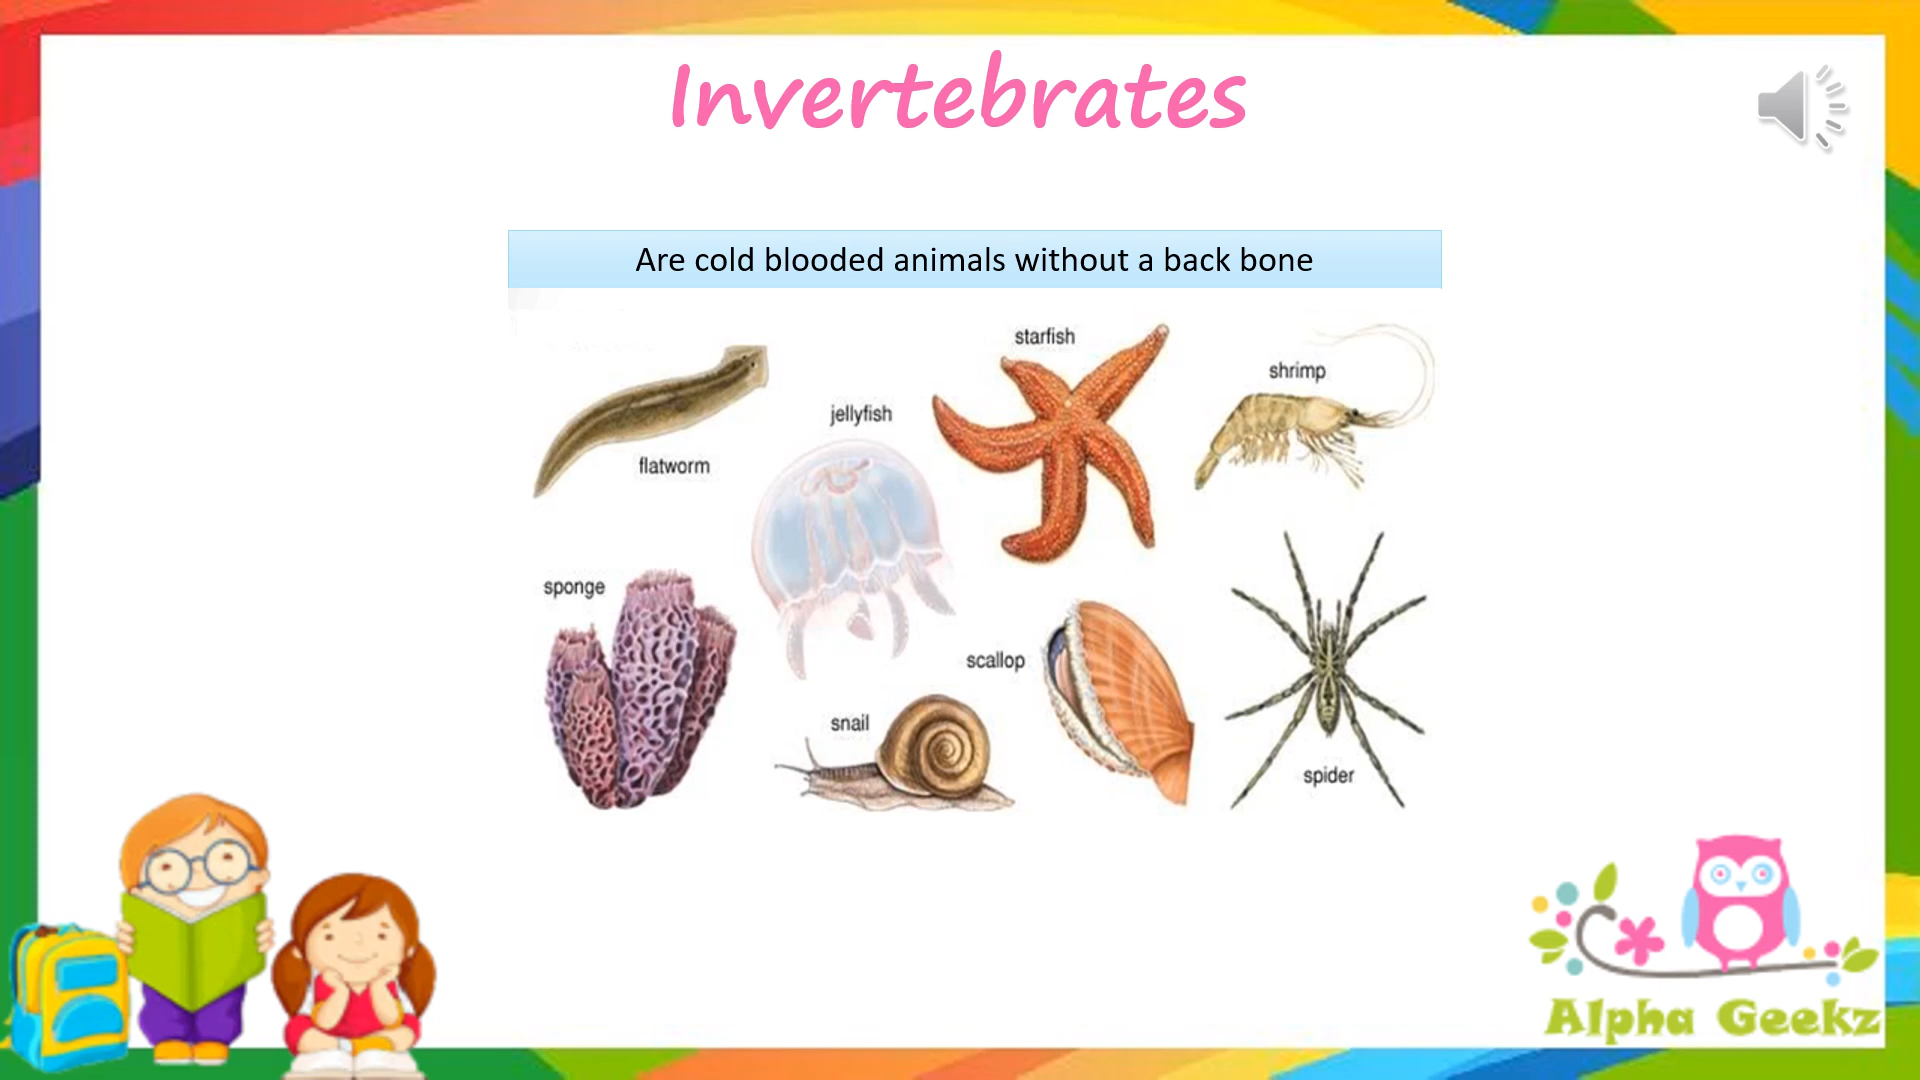 Invertebrates
Are cold blooded animals without a back bone
starfish
shrimp
jellyfish
flatworm
sponge
scallop
snail
spider
Alpha Geekz